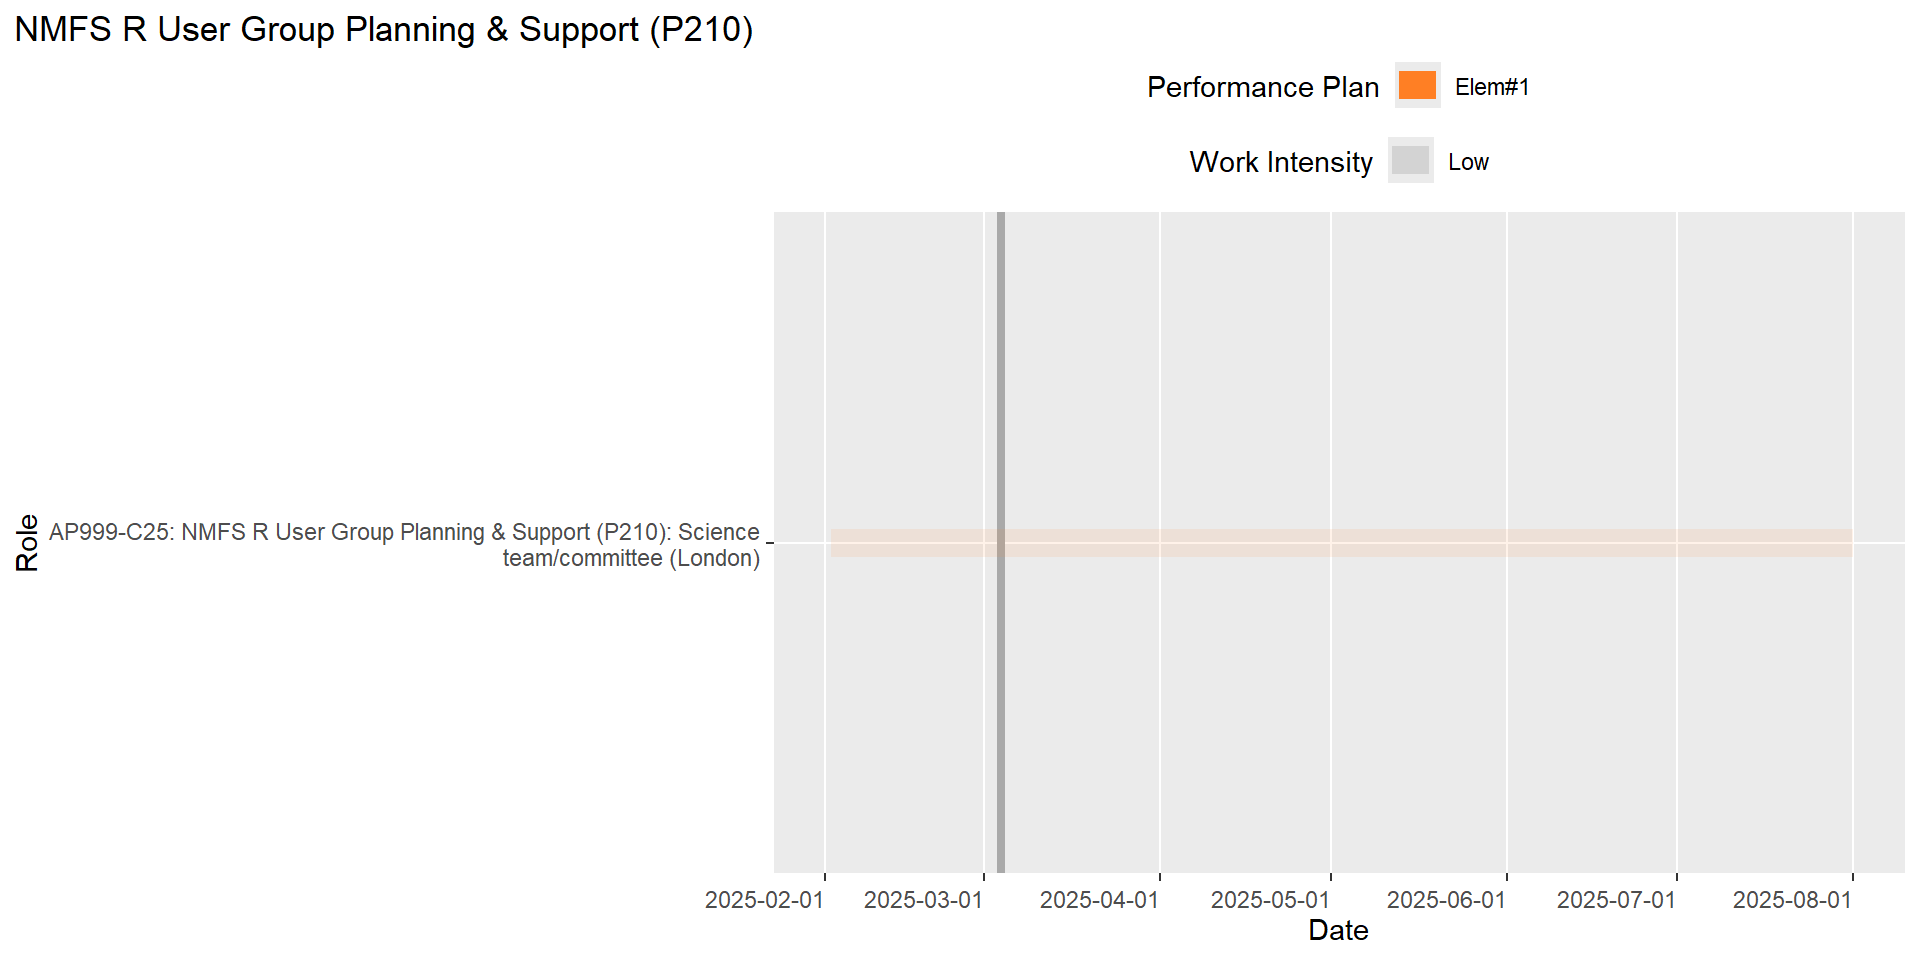 NMFS R User Group Planning & Support (P210)
Performance Plan
Elem#1
Work Intensity
Low
Role
AP999-C25: NMFS R User Group Planning & Support (P210): Science
team/committee (London)
2025-02-01
2025-03-01
2025-04-01
2025-05-01
2025-06-01
2025-07-01
2025-08-01
Date